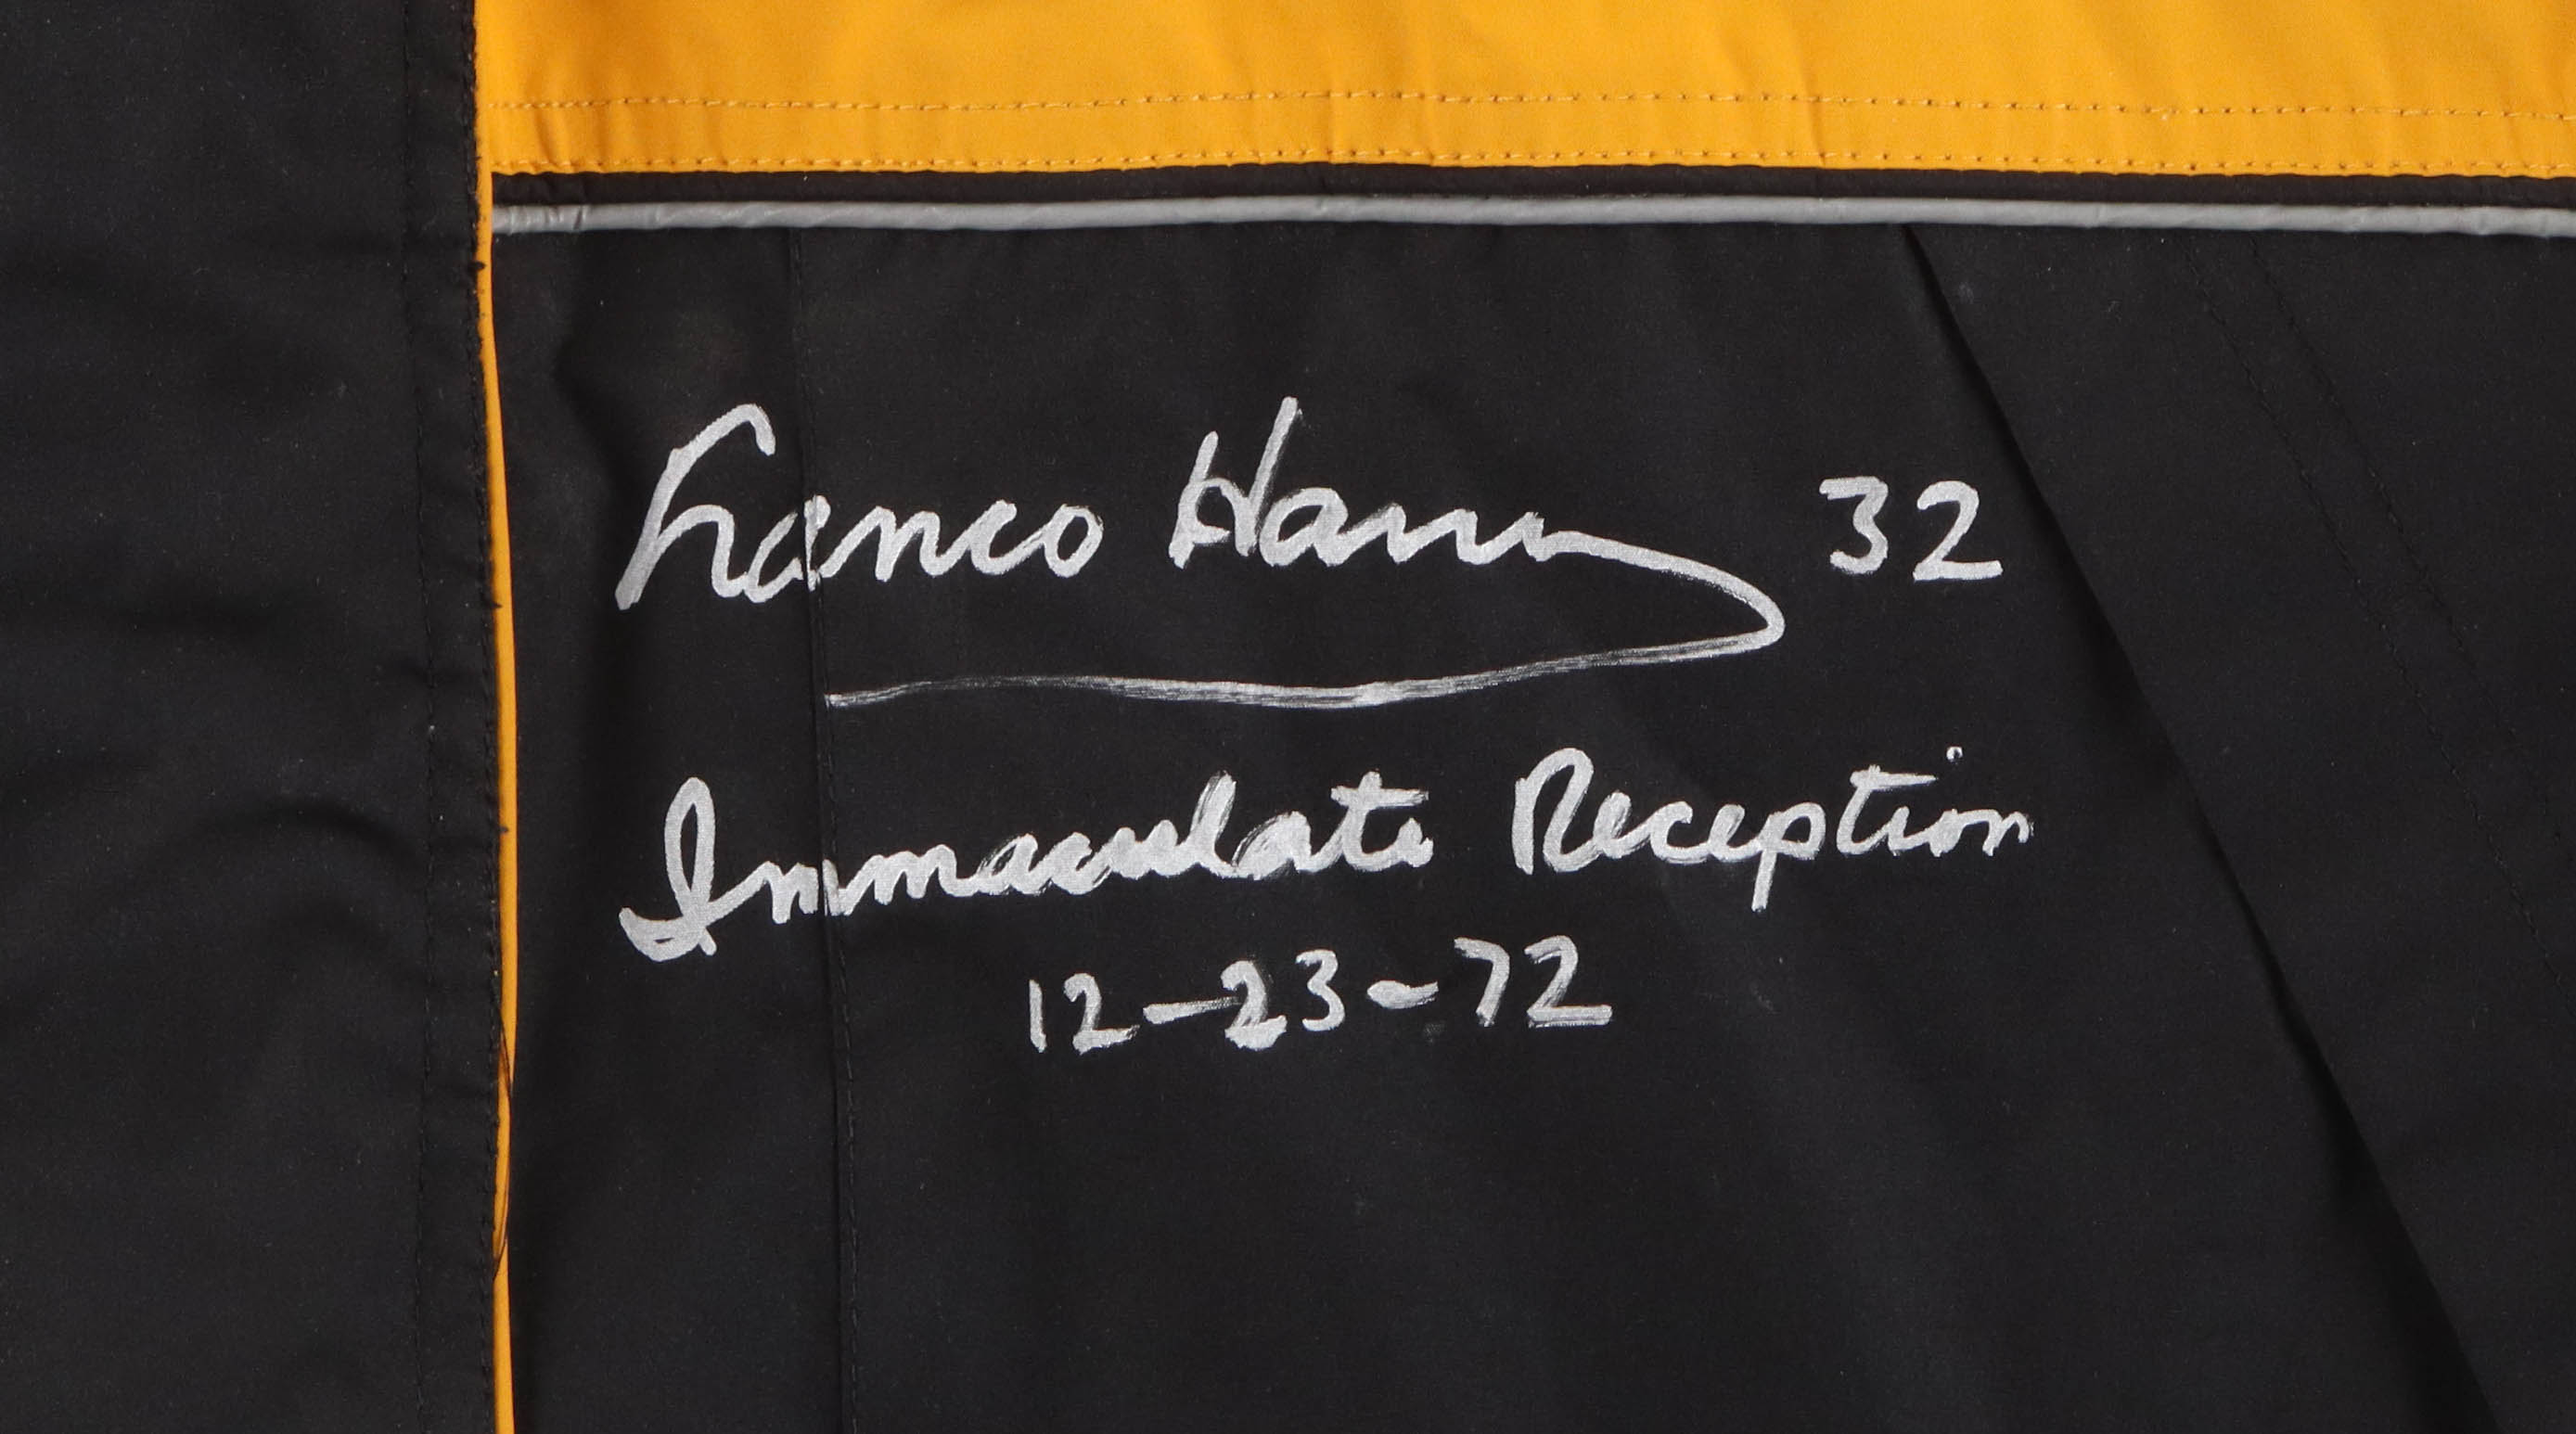 Franco Harris 32
Immaculate Reception
12-23-72